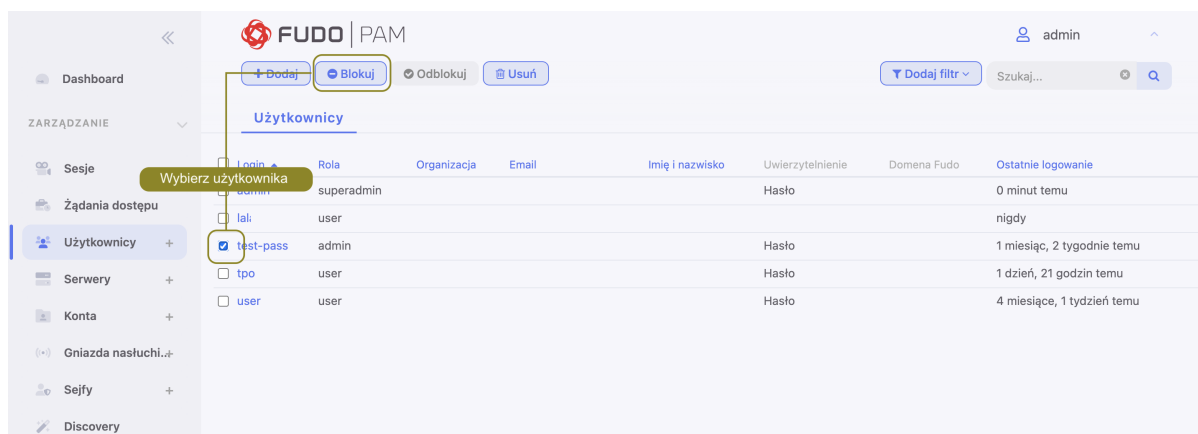 FUDO PAM
admin
Dashboard
+ Dodaj Blokuj Odblokuj Usuń Dodaj filtr Szukaj...
Użytkownicy
ZARZĄDZANIE
Login Rola Organizacja Email Imię i nazwisko Uwierzytelnienie Domena Fudo Ostatnie logowanie
Sesje
Wybierz użytkownika
admin superadmin Hasło 0 minut temu
Żądania dostępu
user nigdy
Użytkownicy +
test-pass admin Hasło 1 miesiąc, 2 tygodnie temu
tpo user Hasło 1 dzień, 21 godzin temu
Serwery +
user user Hasło 4 miesiące, 1 tydzień temu
Konta +
Gniazda nasłuchi..+
Sejfy +
Discovery